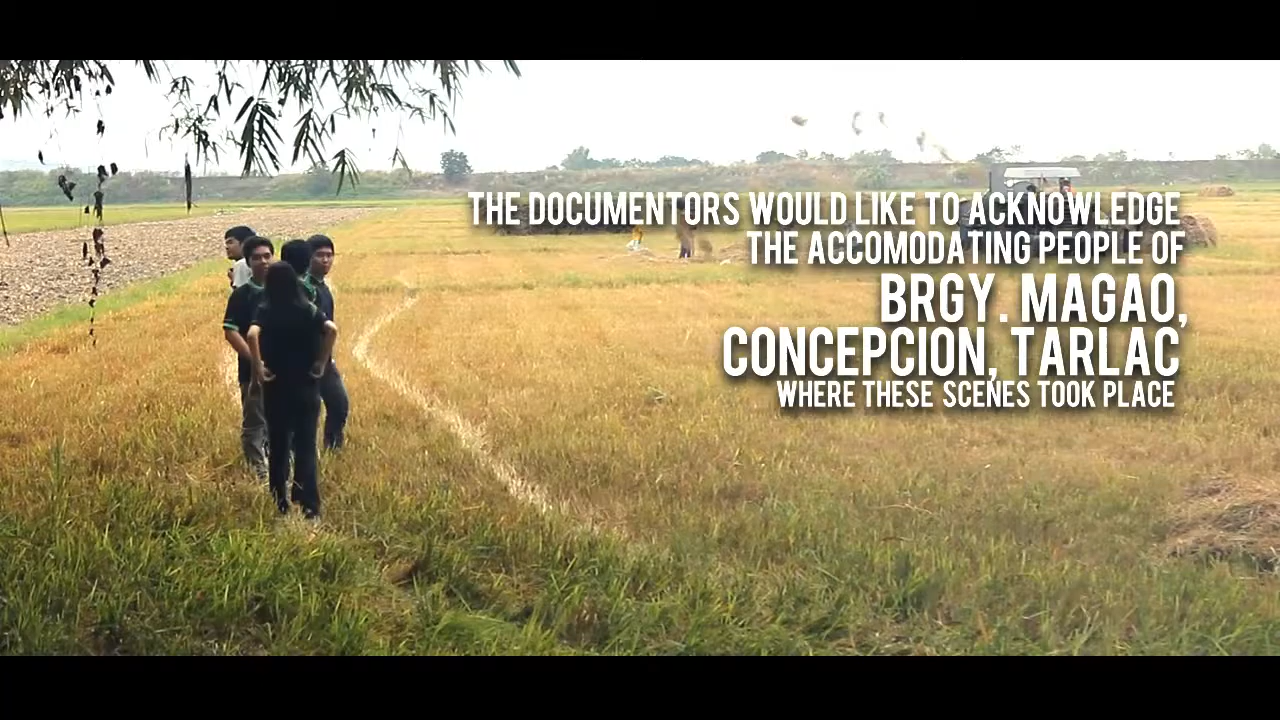 THE DOCUMENTORS WOULD LIKE TO ACKNOWLEDGE
THE ACCOMODATING PEOPLE OF
BRGY. MAGAO,
CONCEPCION, TARLAC
WHERE THESE SCENES TOOK PLACE